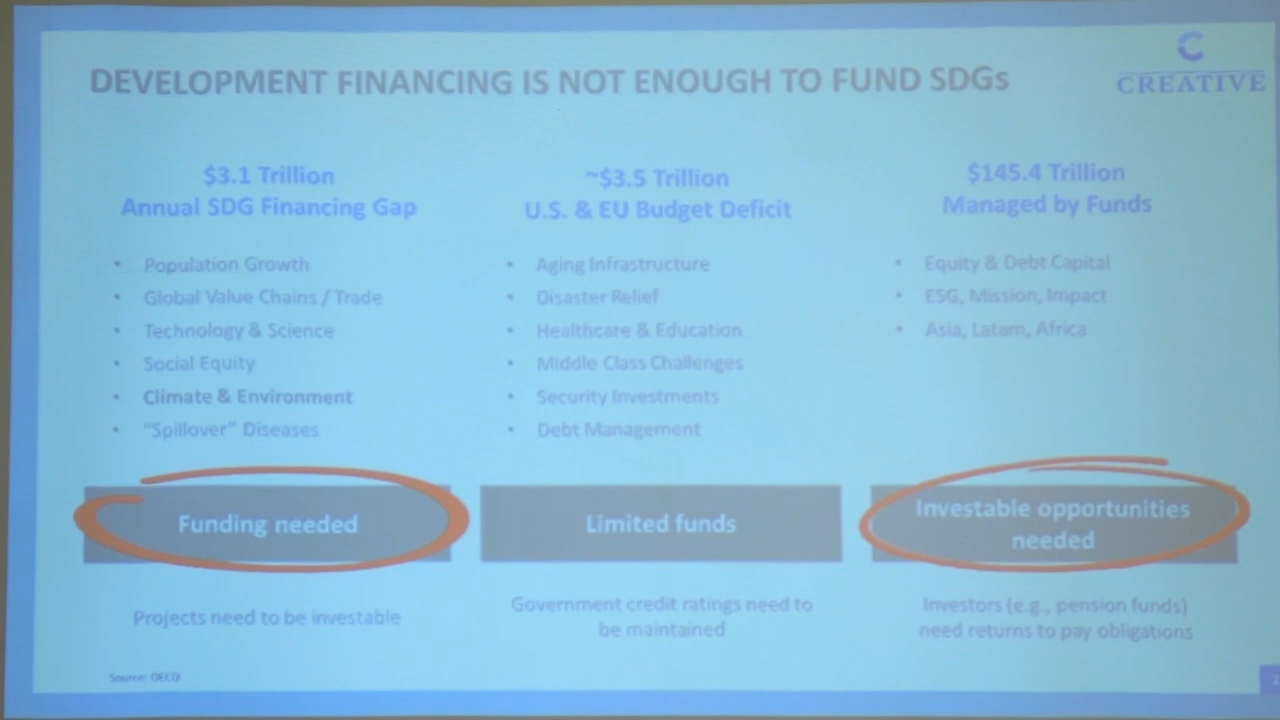 DEVELOPMENT FINANCING IS NOT ENOUGH TO FUND SDGs
C
CREATIVE
$3.1 Trillion
Annual SDG Financing Gap
• Population Growth
• Global Value Chains / Trade
• Technology & Science
• Social Equity
• Climate & Environment
• “Spillover” Diseases
Funding needed
Projects need to be investable
~$3.5 Trillion
U.S. & EU Budget Deficit
• Aging Infrastructure
• Disaster Relief
• Healthcare & Education
• Middle Class Challenges
• Security Investments
• Debt Management
Limited funds
Government credit ratings need to
be maintained
$145.4 Trillion
Managed by Funds
• Equity & Debt Capital
• ESG, Mission, Impact
• Asia, Latam, Africa
Investable opportunities
needed
Investors (e.g., pension funds)
need returns to pay obligations
Source: OECD